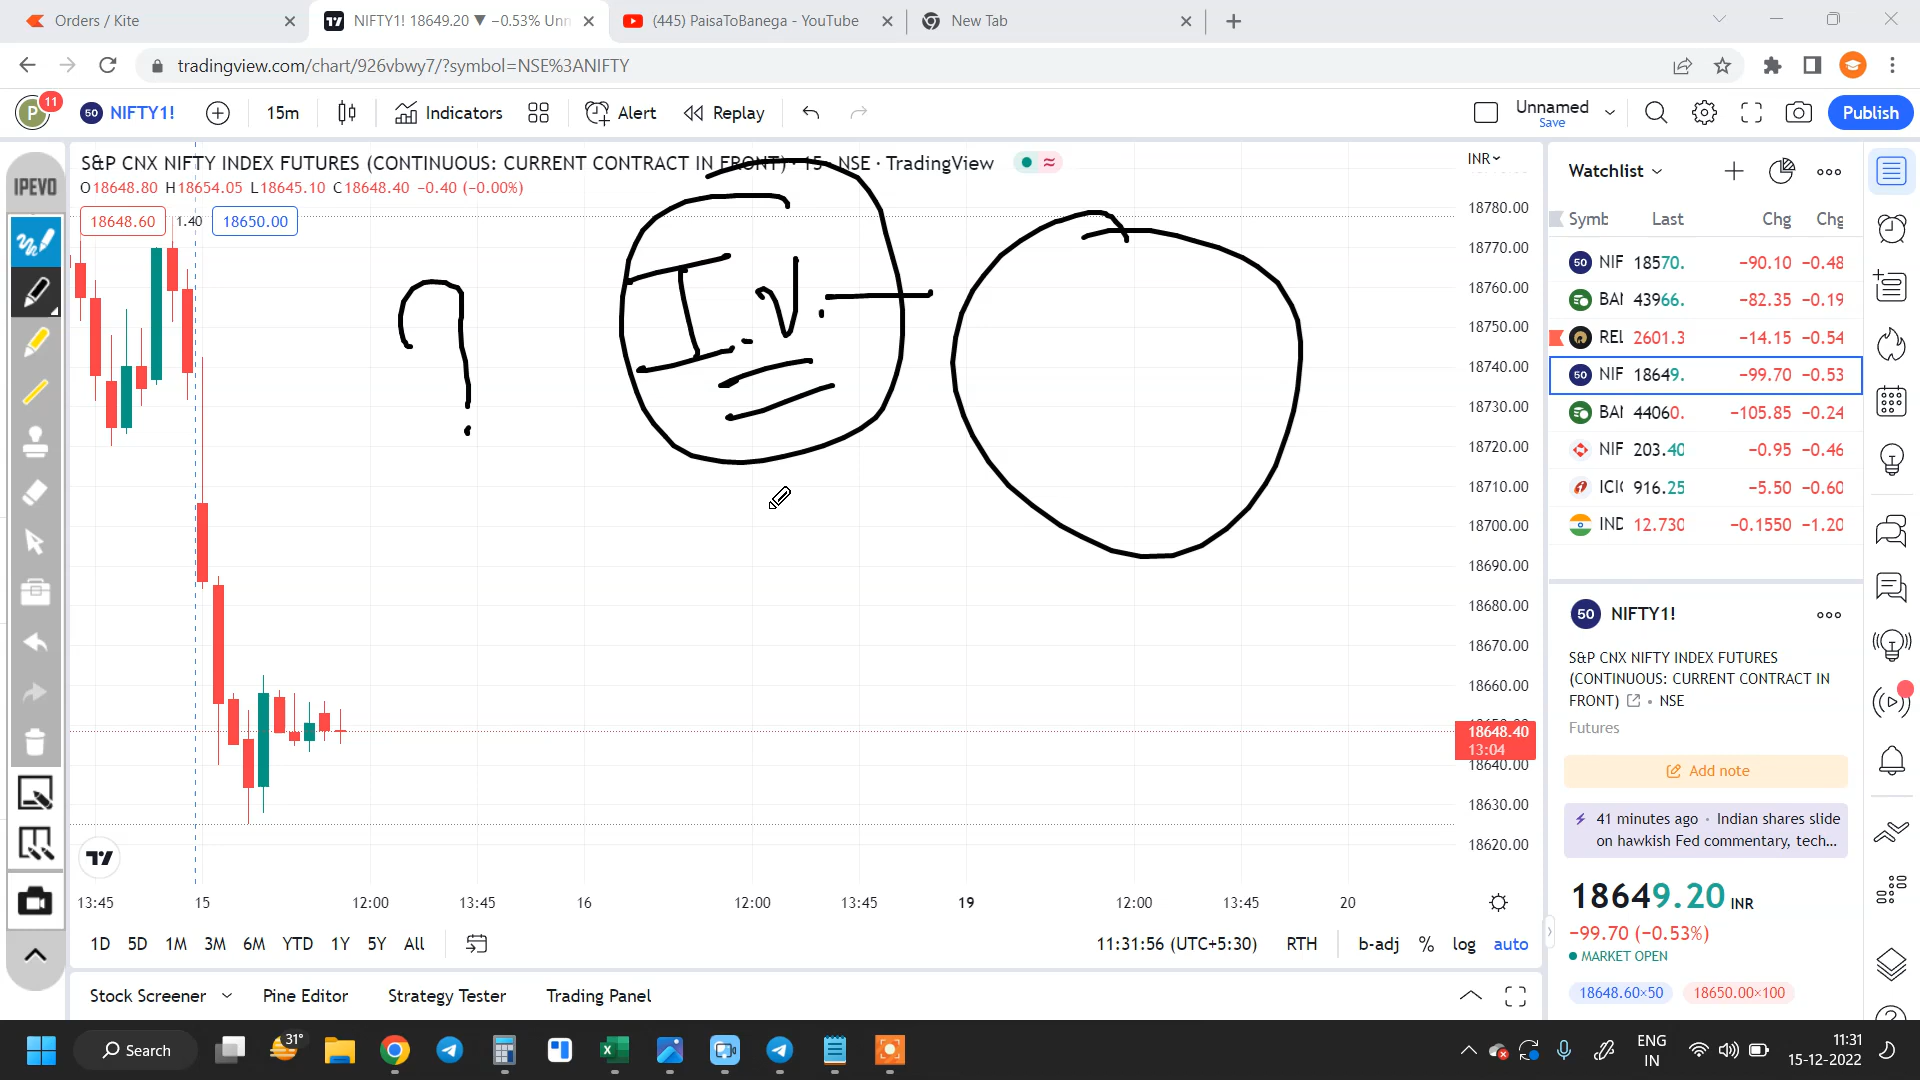 Orders / Kite
NIFTY1! 18649.20 ▼ −0.53% Unn
(445) PaisaToBanega - YouTube
New Tab
tradingview.com/chart/926vbwy7/?symbol=NSE%3ANIFTY
P 11
50 NIFTY1! 15m Indicators Alert Replay
Unnamed
Save
Publish
IPEVO
S&P CNX NIFTY INDEX FUTURES (CONTINUOUS: CURRENT CONTRACT IN FRONT) · 15 · NSE · TradingView
O18648.80 H18654.05 L18645.10 C18648.40 −0.40 (−0.00%)
18648.60 1.40 18650.00
INR
? I.V.
18780.00
18770.00
18760.00
18750.00
18740.00
18730.00
18720.00
18710.00
18700.00
18690.00
18680.00
18670.00
18660.00
18648.40
13:04
18640.00
18630.00
18620.00
13:45 15 12:00 13:45 16 12:00 13:45 19 12:00 13:45 20
1D 5D 1M 3M 6M YTD 1Y 5Y All
11:31:56 (UTC+5:30) RTH b-adj % log auto
Stock Screener Pine Editor Strategy Tester Trading Panel
Watchlist
Symb Last Chg Chg
50 NIF 18570. −90.10 −0.48
BAI 43966. −82.35 −0.19
REL 2601.3 −14.15 −0.54
50 NIF 18649. −99.70 −0.53
BAI 44060. −105.85 −0.24
NIF 203.40 −0.95 −0.46
ICI 916.25 −5.50 −0.60
IND 12.730 −0.1550 −1.20
50 NIFTY1!
S&P CNX NIFTY INDEX FUTURES
(CONTINUOUS: CURRENT CONTRACT IN
FRONT) • NSE
Futures
Add note
41 minutes ago · Indian shares slide
on hawkish Fed commentary, tech...
18649.20 INR
−99.70 (−0.53%)
MARKET OPEN
18648.60×50 18650.00×100
Search
31°
ENG
IN
11:31
15-12-2022